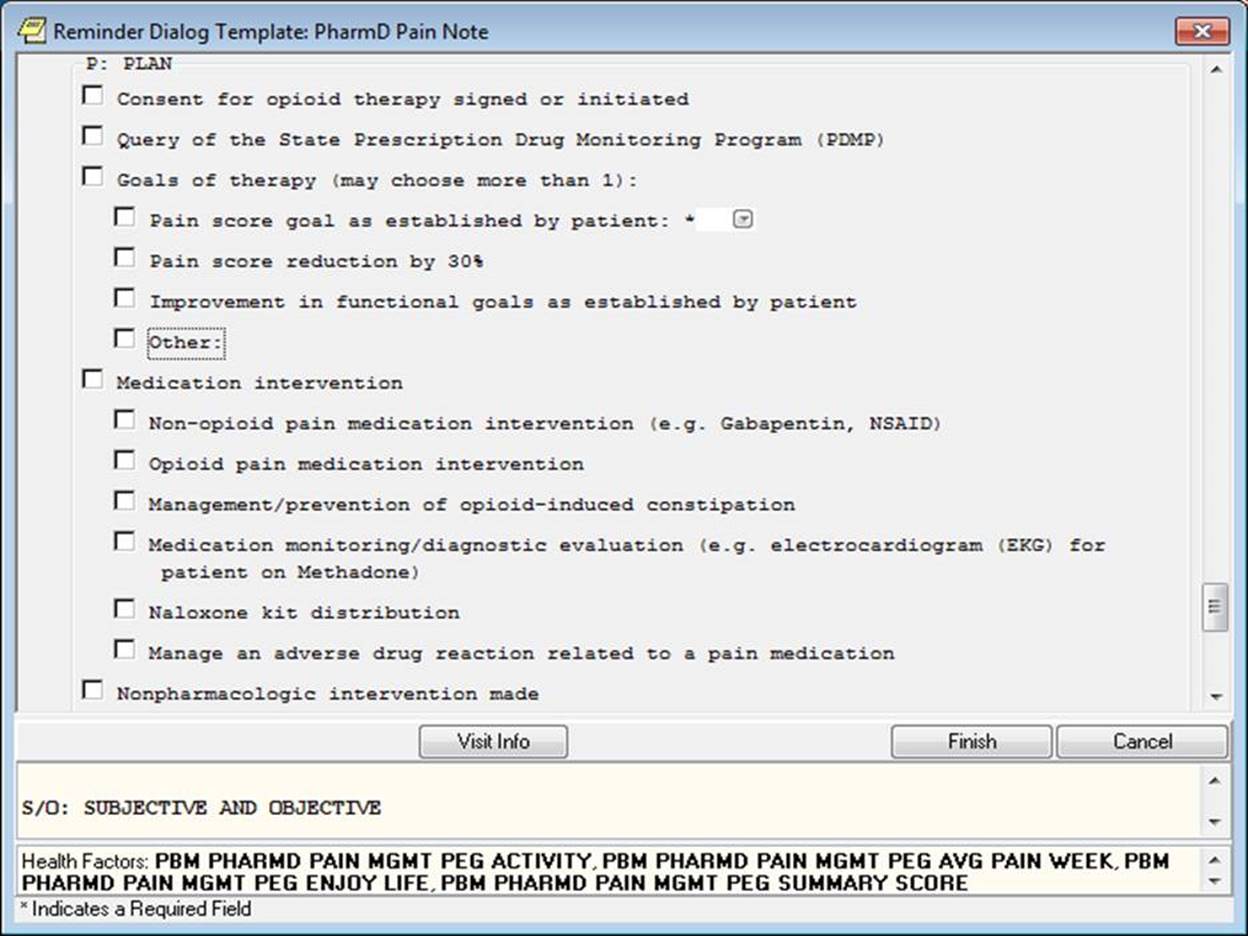 Reminder Dialog Template: PharmD Pain Note
P: PLAN
Consent for opioid therapy signed or initiated
Query of the State Prescription Drug Monitoring Program (PDMP)
Goals of therapy (may choose more than 1):
Pain score goal as established by patient: *
Pain score reduction by 30%
Improvement in functional goals as established by patient
Other:
Medication intervention
Non-opioid pain medication intervention (e.g. Gabapentin, NSAID)
Opioid pain medication intervention
Management/prevention of opioid-induced constipation
Medication monitoring/diagnostic evaluation (e.g. electrocardiogram (EKG) for
patient on Methadone)
Naloxone kit distribution
Manage an adverse drug reaction related to a pain medication
Nonpharmacologic intervention made
Visit Info Finish Cancel
S/O: SUBJECTIVE AND OBJECTIVE
Health Factors: PBM PHARMD PAIN MGMT PEG ACTIVITY, PBM PHARMD PAIN MGMT PEG AVG PAIN WEEK, PBM
PHARMD PAIN MGMT PEG ENJOY LIFE, PBM PHARMD PAIN MGMT PEG SUMMARY SCORE
* Indicates a Required Field